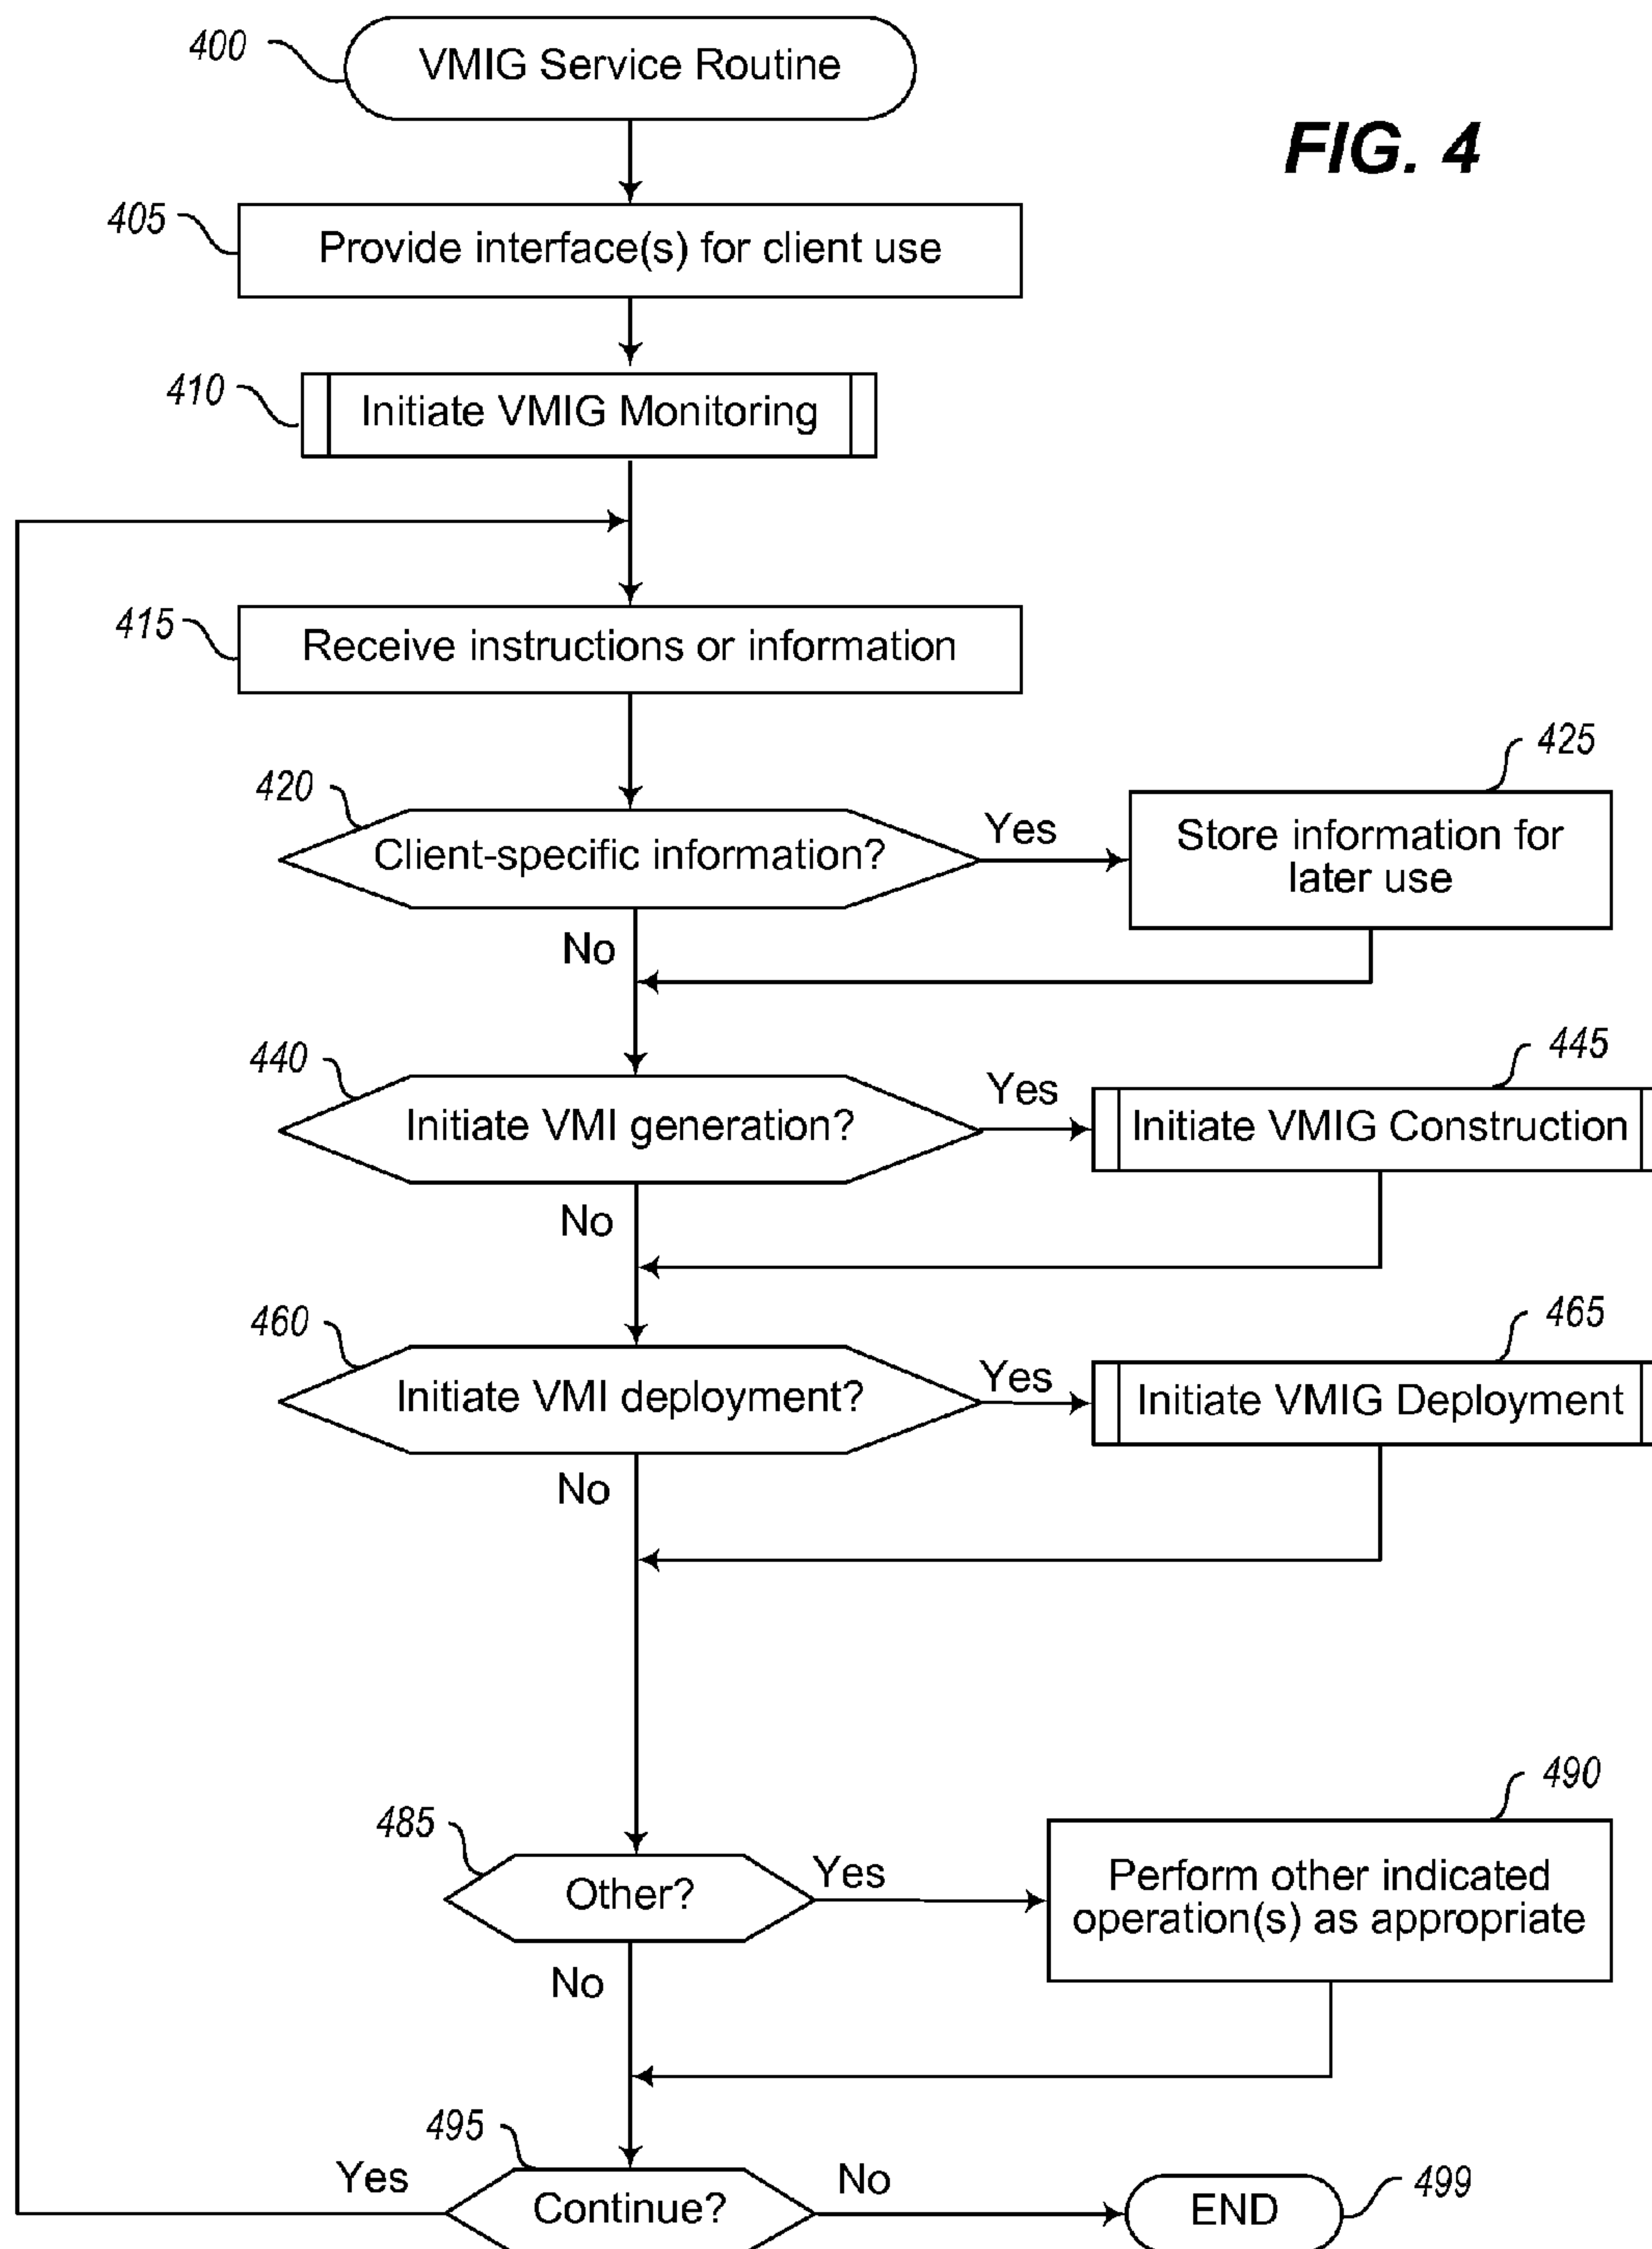 400
VMIG Service Routine
FIG. 4
405
Provide interface(s) for client use
410
Initiate VMIG Monitoring
415
Receive instructions or information
425
420
Client-specific information?
Yes
Store information for
later use
No
440
445
Initiate VMI generation?
Yes
Initiate VMIG Construction
No
460
465
Initiate VMI deployment?
Yes
Initiate VMIG Deployment
No
490
485
Other?
Yes
Perform other indicated
operation(s) as appropriate
No
495
Yes
Continue?
No
END
499